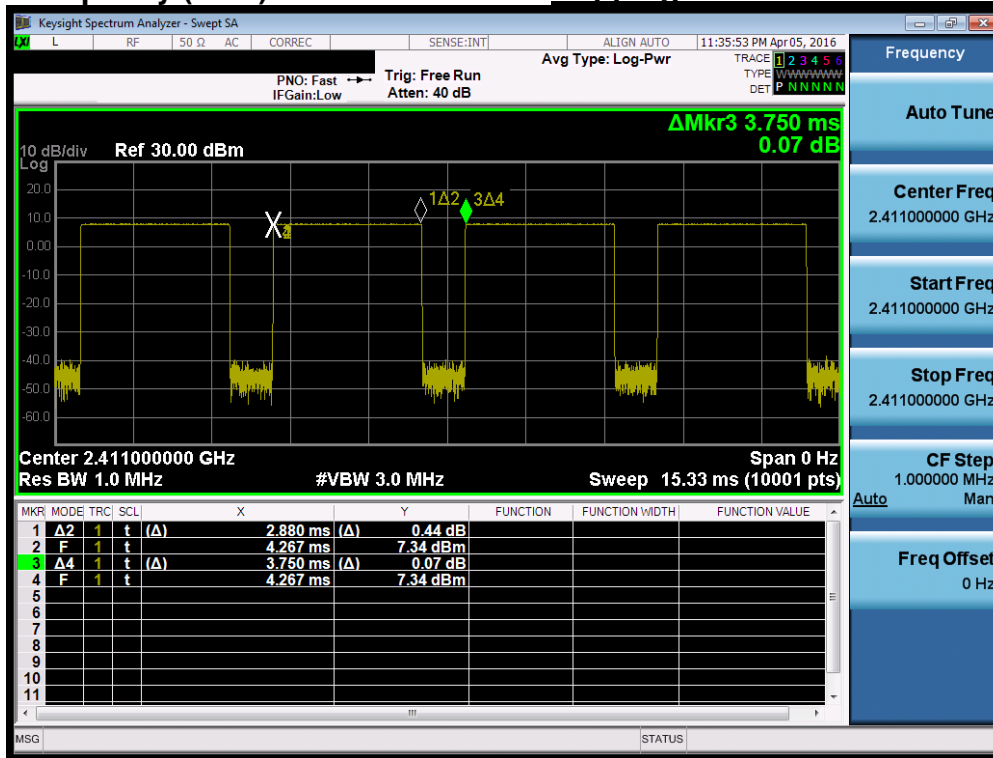 Keysight Spectrum Analyzer - Swept SA
LXI L RF 50 Ω AC CORREC SENSE:INT ALIGN AUTO 11:35:53 PM Apr 05, 2016
Frequency
Avg Type: Log-Pwr
TRACE 1 2 3 4 5 6
TYPE WWWWWW
DET P N N N N N
PNO: Fast Trig: Free Run
IFGain:Low Atten: 40 dB
ΔMkr3 3.750 ms
0.07 dB
10 dB/div Ref 30.00 dBm
Log
20.0
10.0
0.00
-10.0
-20.0
-30.0
-40.0
-50.0
-60.0
1Δ2 3Δ4
X
Center 2.411000000 GHz Span 0 Hz
Res BW 1.0 MHz #VBW 3.0 MHz Sweep 15.33 ms (10001 pts)
MKR MODE TRC SCL X Y FUNCTION FUNCTION WIDTH FUNCTION VALUE
1 Δ2 1 t (Δ) 2.880 ms (Δ) 0.44 dB
2 F 1 t 4.267 ms 7.34 dBm
3 Δ4 1 t (Δ) 3.750 ms (Δ) 0.07 dB
4 F 1 t 4.267 ms 7.34 dBm
5
6
7
8
9
10
11
MSG STATUS
Auto Tune
Center Freq
2.411000000 GHz
Start Freq
2.411000000 GHz
Stop Freq
2.411000000 GHz
CF Step
1.000000 MHz
Auto Man
Freq Offset
0 Hz